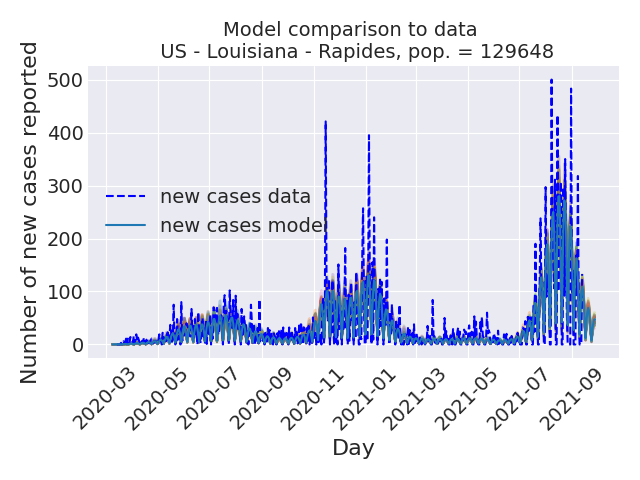 Model comparison to data
US - Louisiana - Rapides, pop. = 129648
Number of new cases reported
500
400
300
200
100
0
new cases data
new cases model
2020-03
2020-05
2020-07
2020-09
2020-11
2021-01
2021-03
2021-05
2021-07
2021-09
Day